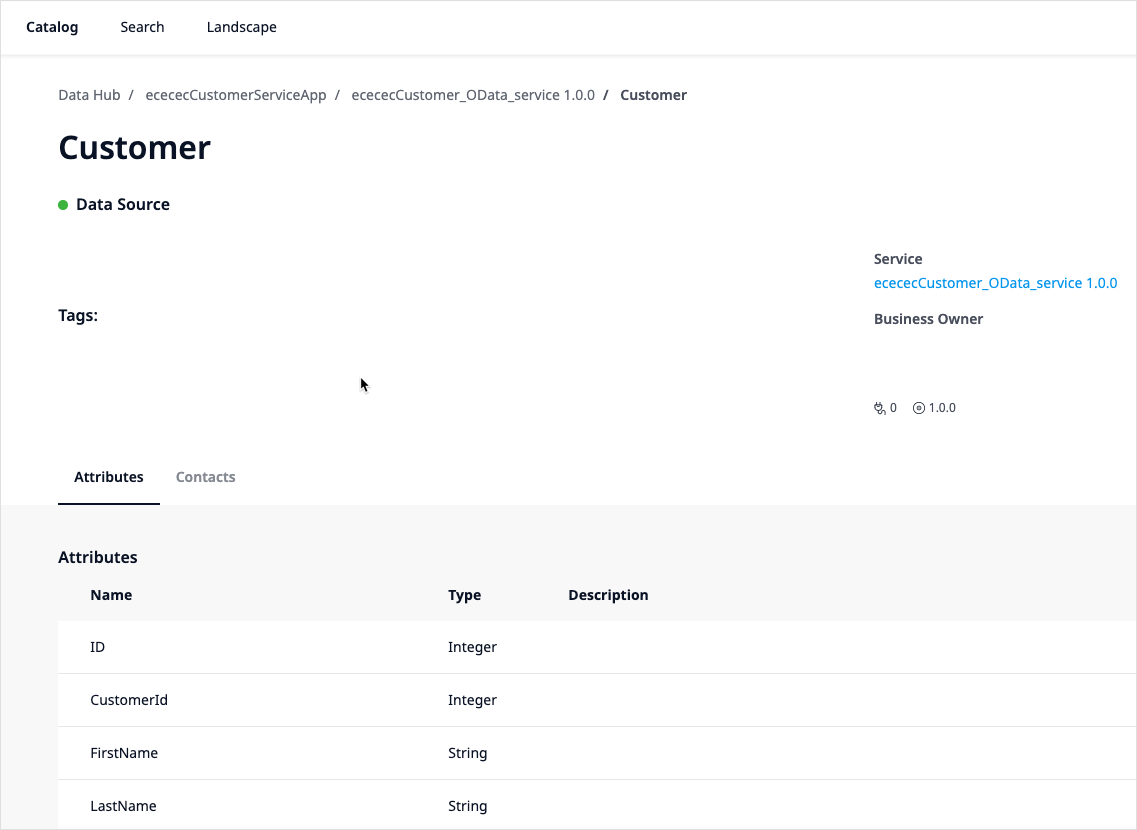 Catalog Search Landscape
Data Hub / ecececCustomerServiceApp / ecececCustomer_OData_service 1.0.0 / Customer
Customer
Data Source
Service
ecececCustomer_OData_service 1.0.0
Tags:
Business Owner
0 1.0.0
Attributes Contacts
Attributes
Name Type Description
ID Integer
CustomerId Integer
FirstName String
LastName String